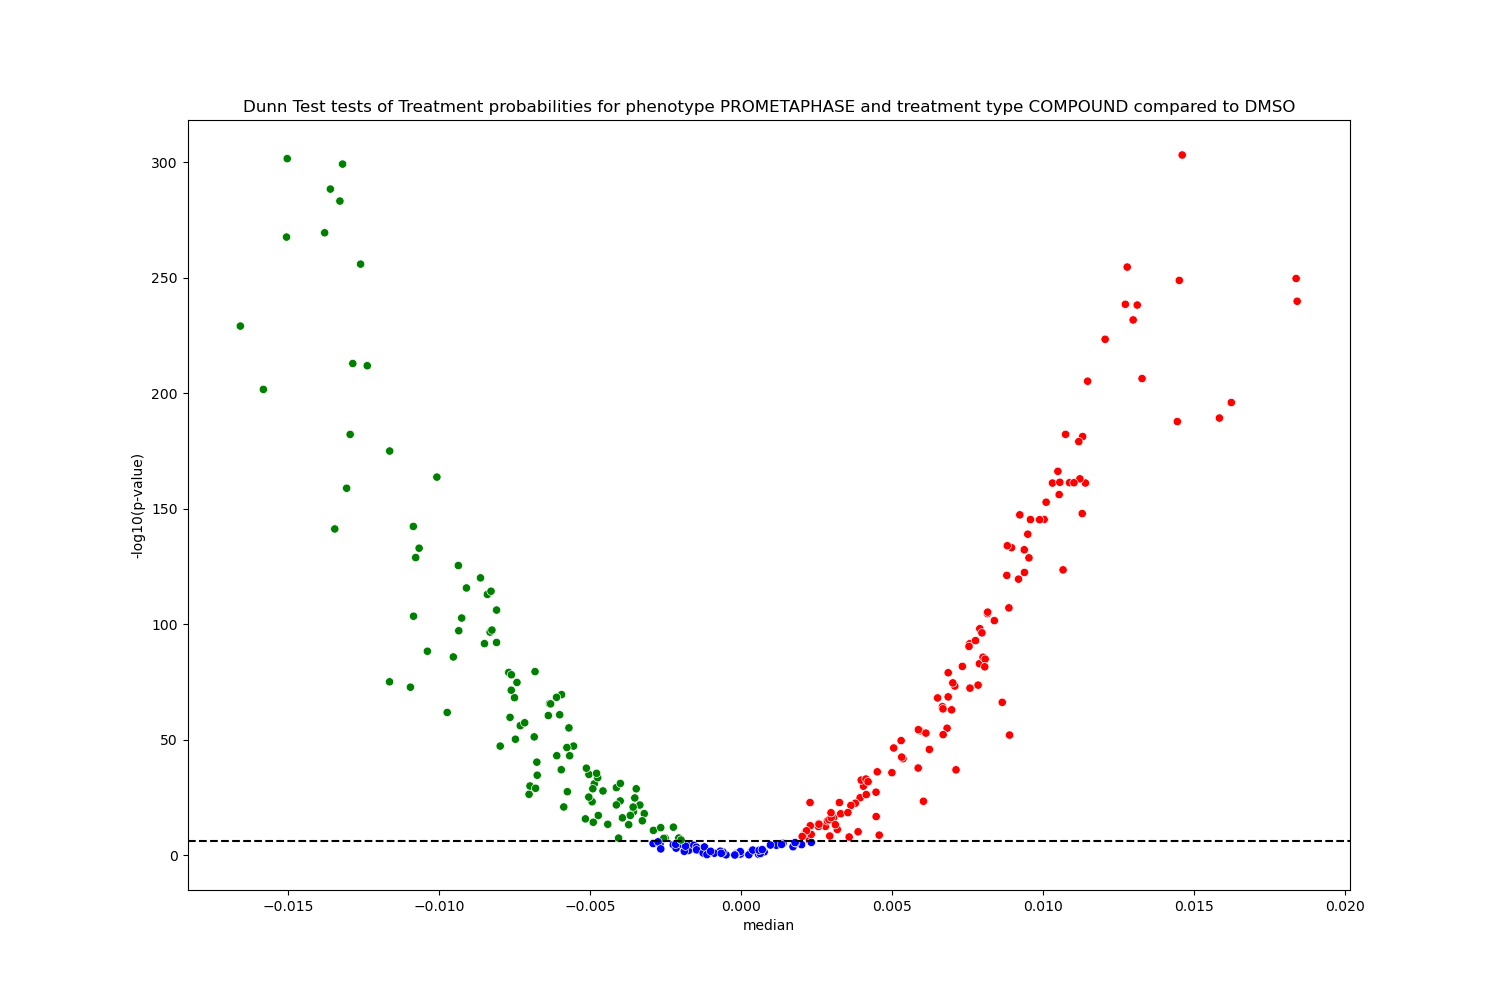 Dunn Test tests of Treatment probabilities for phenotype PROMETAPHASE and treatment type COMPOUND compared to DMSO
300
250
200
150
100
50
0
-log10(p-value)
−0.015 −0.010 −0.005 0.000 0.005 0.010 0.015 0.020
median